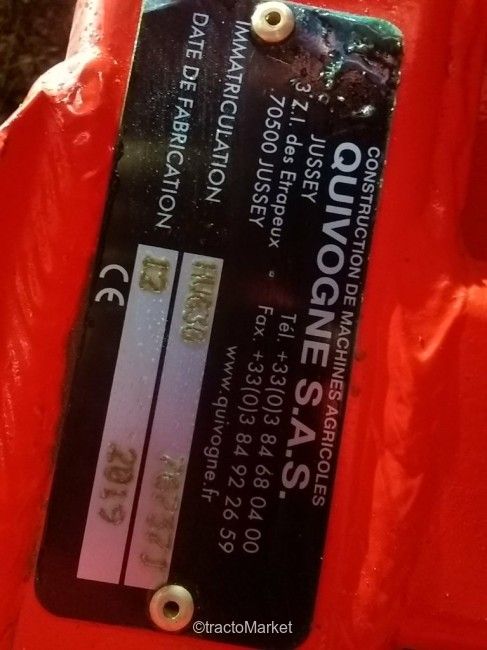 CONSTRUCTION DE MACHINES AGRICOLES
QUIVOGNE S.A.S.
JUSSEY
3 Z.I. des Etrapeux Tél. +33(0)3 84 68 04 00
70500 JUSSEY Fax. +33(0)3 84 92 26 59
www.quivogne.fr
IMMATRICULATION
DATE DE FABRICATION 12 2019
CE
©tractoMarket